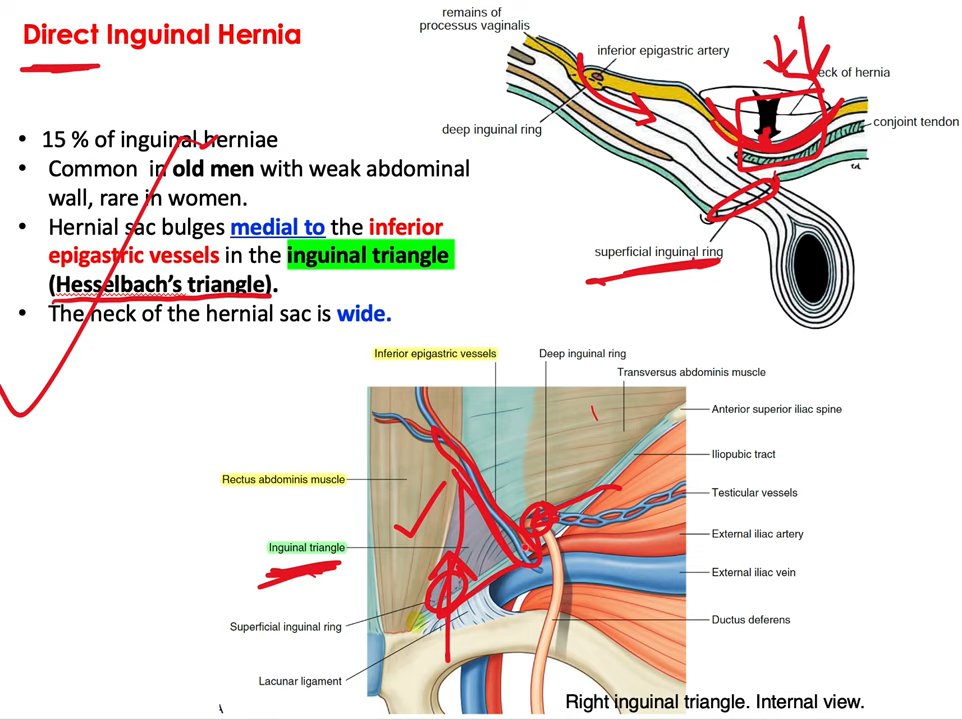 Direct Inguinal Hernia
• 15 % of inguinal herniae
• Common in old men with weak abdominal
wall, rare in women.
• Hernial sac bulges medial to the inferior
epigastric vessels in the inguinal triangle
(Hesselbach's triangle).
• The neck of the hernial sac is wide.
remains of
processus vaginalis
inferior epigastric artery
neck of hernia
deep inguinal ring
conjoint tendon
superficial inguinal ring
Inferior epigastric vessels
Deep inguinal ring
Transversus abdominis muscle
Anterior superior iliac spine
Iliopubic tract
Rectus abdominis muscle
Testicular vessels
External iliac artery
Inguinal triangle
External iliac vein
Superficial inguinal ring
Ductus deferens
Lacunar ligament
A
Right inguinal triangle. Internal view.